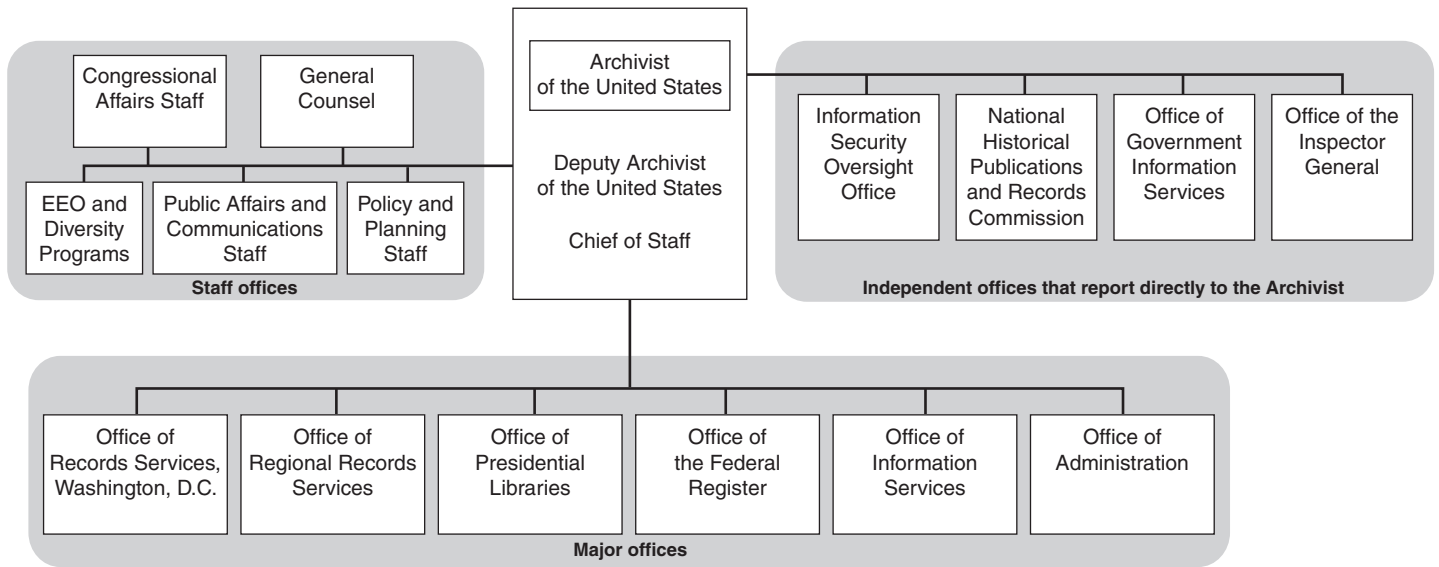 Congressional
Affairs Staff
General
Counsel
EEO and
Diversity
Programs
Public Affairs and
Communications
Staff
Policy and
Planning
Staff
Staff offices
Archivist
of the United States
Deputy Archivist
of the United States
Chief of Staff
Information
Security
Oversight
Office
National
Historical
Publications
and Records
Commission
Office of
Government
Information
Services
Office of the
Inspector
General
Independent offices that report directly to the Archivist
Office of
Records Services,
Washington, D.C.
Office of
Regional Records
Services
Office of
Presidential
Libraries
Office of
the Federal
Register
Office of
Information
Services
Office of
Administration
Major offices